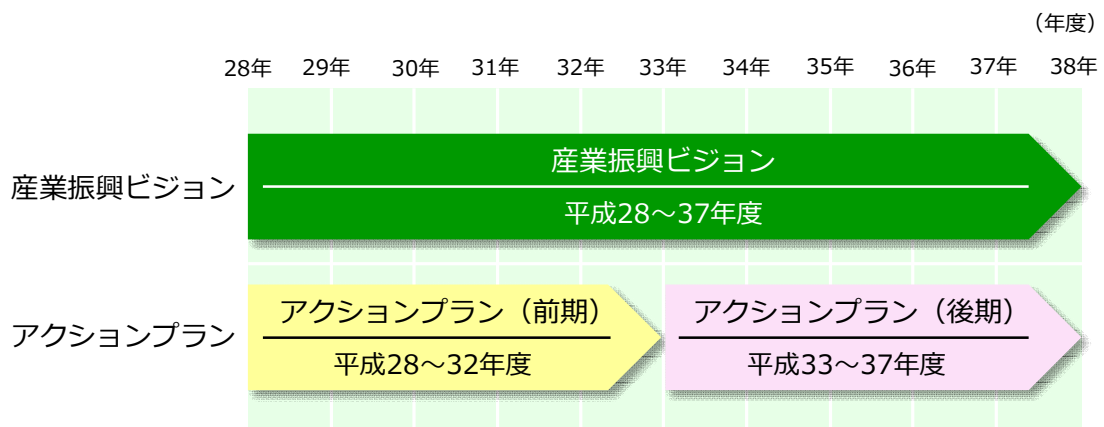 （年度）
28年 29年 30年 31年 32年 33年 34年 35年 36年 37年 38年
産業振興ビジョン
産業振興ビジョン
平成28～37年度
アクションプラン
アクションプラン（前期）
平成28～32年度
アクションプラン（後期）
平成33～37年度